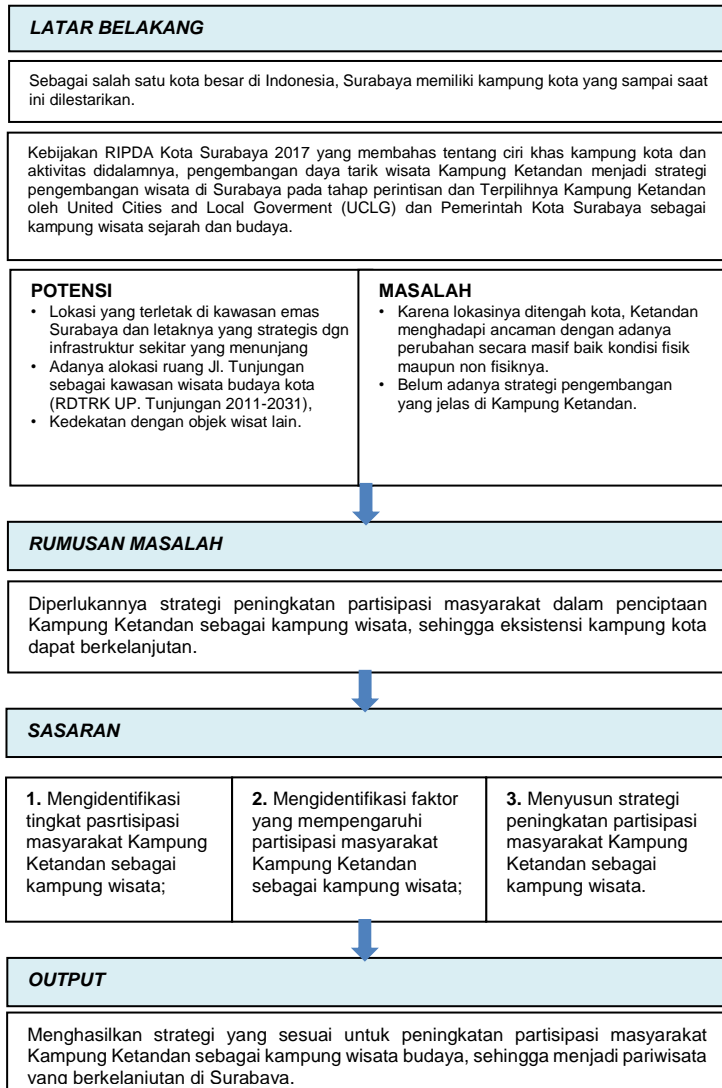 LATAR BELAKANG
Sebagai salah satu kota besar di Indonesia, Surabaya memiliki kampung kota yang sampai saat
ini dilestarikan.
Kebijakan RIPDA Kota Surabaya 2017 yang membahas tentang ciri khas kampung kota dan
aktivitas didalamnya, pengembangan daya tarik wisata Kampung Ketandan menjadi strategi
pengembangan wisata di Surabaya pada tahap perintisan dan Terpilihnya Kampung Ketandan
oleh United Cities and Local Goverment (UCLG) dan Pemerintah Kota Surabaya sebagai
kampung wisata sejarah dan budaya.
POTENSI
• Lokasi yang terletak di kawasan emas
Surabaya dan letaknya yang strategis dgn
infrastruktur sekitar yang menunjang
• Adanya alokasi ruang Jl. Tunjungan
sebagai kawasan wisata budaya kota
(RDTRK UP. Tunjungan 2011-2031),
• Kedekatan dengan objek wisat lain.
MASALAH
• Karena lokasinya ditengah kota, Ketandan
menghadapi ancaman dengan adanya
perubahan secara masif baik kondisi fisik
maupun non fisiknya.
• Belum adanya strategi pengembangan
yang jelas di Kampung Ketandan.
RUMUSAN MASALAH
Diperlukannya strategi peningkatan partisipasi masyarakat dalam penciptaan
Kampung Ketandan sebagai kampung wisata, sehingga eksistensi kampung kota
dapat berkelanjutan.
SASARAN
1. Mengidentifikasi
tingkat pasrtisipasi
masyarakat Kampung
Ketandan sebagai
kampung wisata;
2. Mengidentifikasi faktor
yang mempengaruhi
partisipasi masyarakat
Kampung Ketandan
sebagai kampung wisata;
3. Menyusun strategi
peningkatan partisipasi
masyarakat Kampung
Ketandan sebagai
kampung wisata.
OUTPUT
Menghasilkan strategi yang sesuai untuk peningkatan partisipasi masyarakat
Kampung Ketandan sebagai kampung wisata budaya, sehingga menjadi pariwisata
yang berkelanjutan di Surabaya.